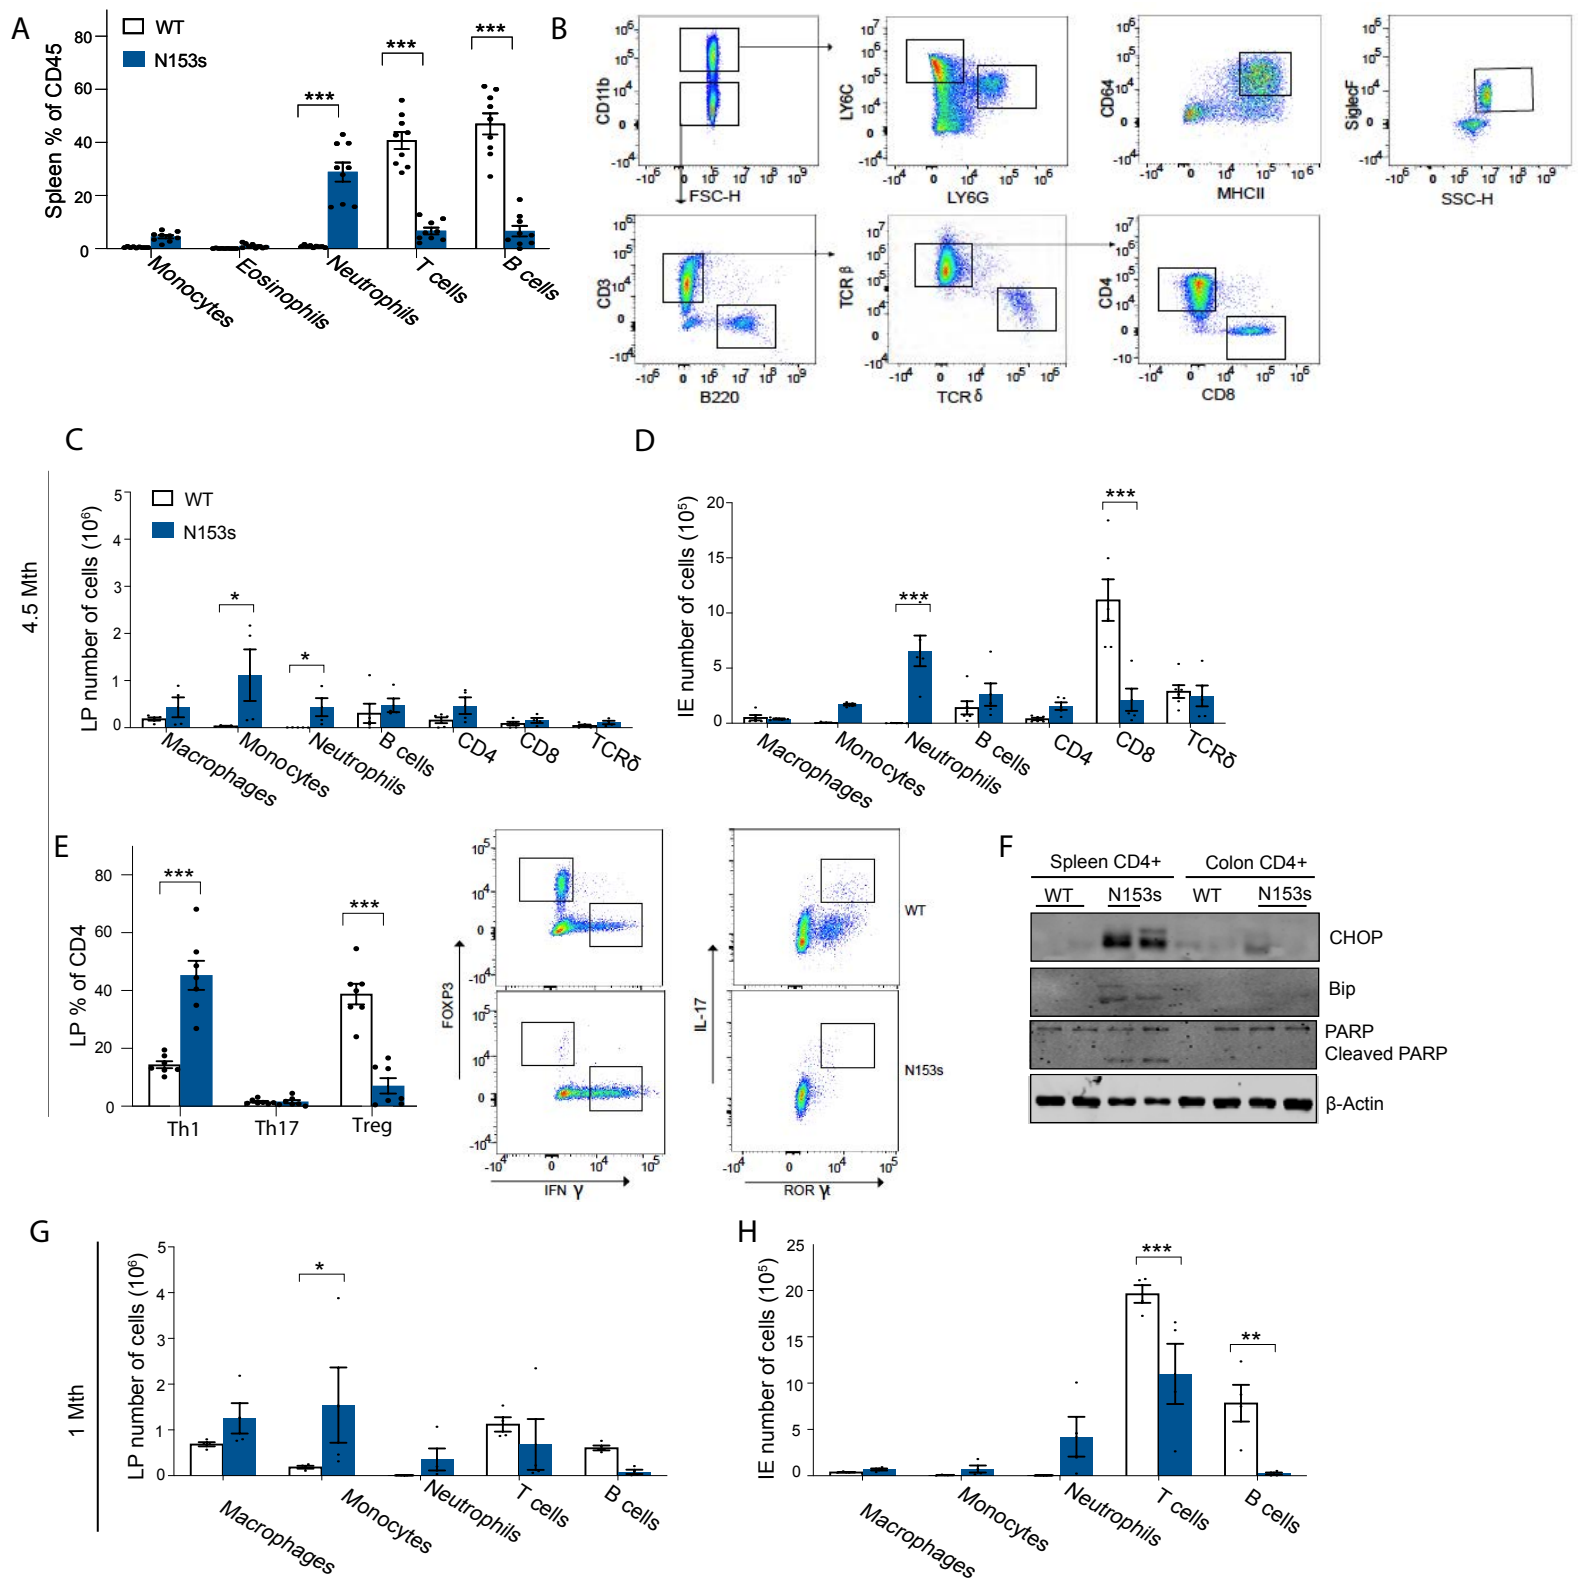 A
Spleen % of CD45
80
60
40
20
0
WT
N153s
***
***
***
Monocytes
Eosinophils
Neutrophils
T cells
B cells
B
CD11b
FSC-H
LY6C
LY6G
CD64
MHCII
SiglecF
SSC-H
CD3
B220
TCR β
TCR δ
CD4
CD8
4.5 Mth
C
LP number of cells (10⁶)
5
4
3
2
1
0
WT
N153s
*
*
Macrophages
Monocytes
Neutrophils
B cells
CD4
CD8
TCRδ
D
IE number of cells (10⁵)
20
15
10
5
0
***
***
Macrophages
Monocytes
Neutrophils
B cells
CD4
CD8
TCRδ
E
LP % of CD4
80
60
40
20
0
***
***
Th1
Th17
Treg
FOXP3
IFN γ
IL-17
ROR γt
WT
N153s
F
Spleen CD4+ Colon CD4+
WT N153s WT N153s
CHOP
Bip
PARP
Cleaved PARP
β-Actin
1 Mth
G
LP number of cells (10⁶)
5
4
3
2
1
0
*
Macrophages
Monocytes
Neutrophils
T cells
B cells
H
IE number of cells (10⁵)
25
20
15
10
5
0
***
**
Macrophages
Monocytes
Neutrophils
T cells
B cells